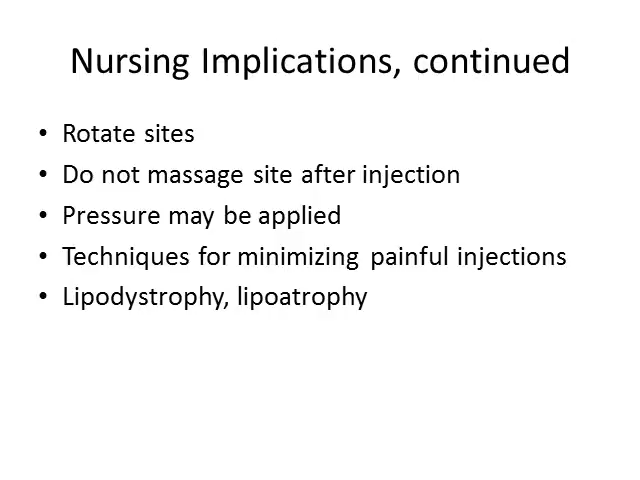 Nursing Implications, continued
• Rotate sites
• Do not massage site after injection
• Pressure may be applied
• Techniques for minimizing painful injections
• Lipodystrophy, lipoatrophy